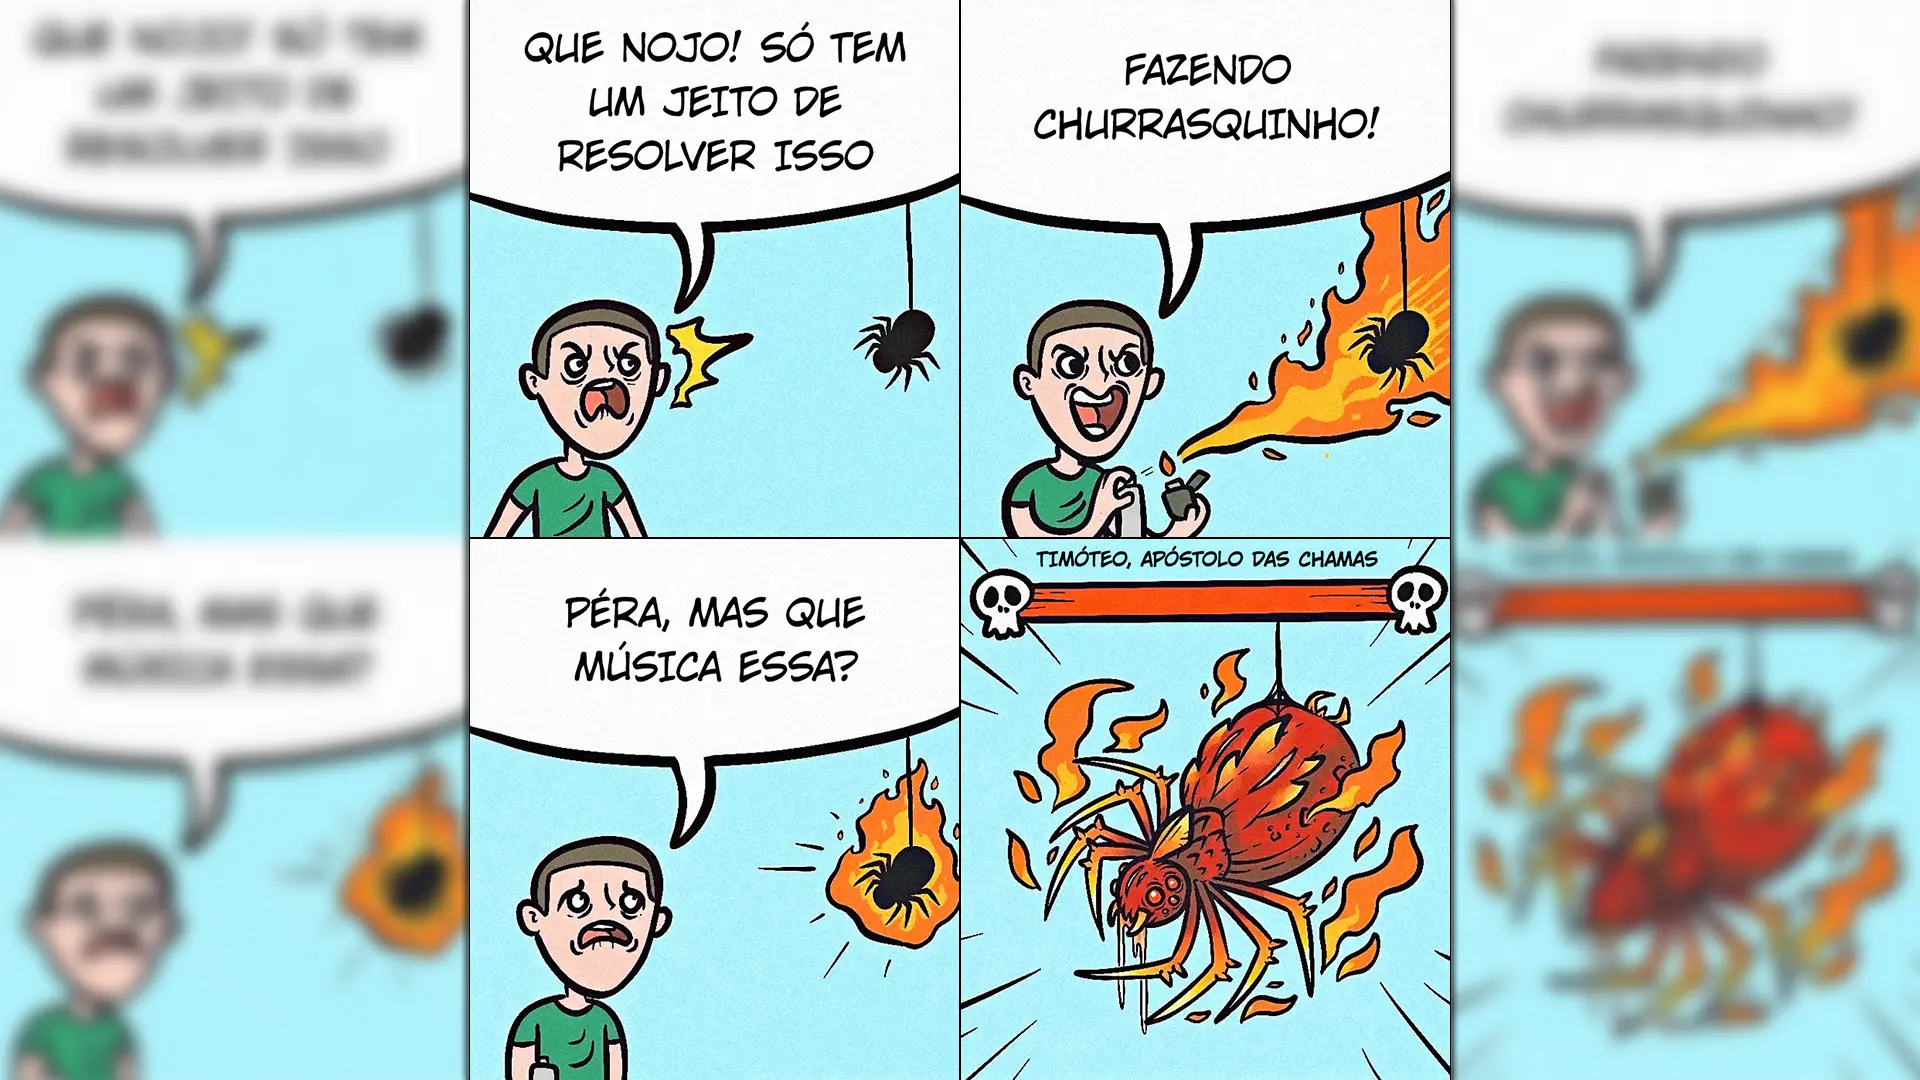 QUE NOJO! SÓ TEM
UM JEITO DE
RESOLVER ISSO
FAZENDO
CHURRASQUINHO!
PÉRA, MAS QUE
MÚSICA ESSA?
TIMÓTEO, APÓSTOLO DAS CHAMAS